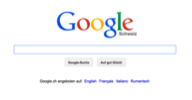 Google
Schweiz
Google-Suche Auf gut Glück!
Google.ch angeboten auf: English Français Italiano Rumantsch